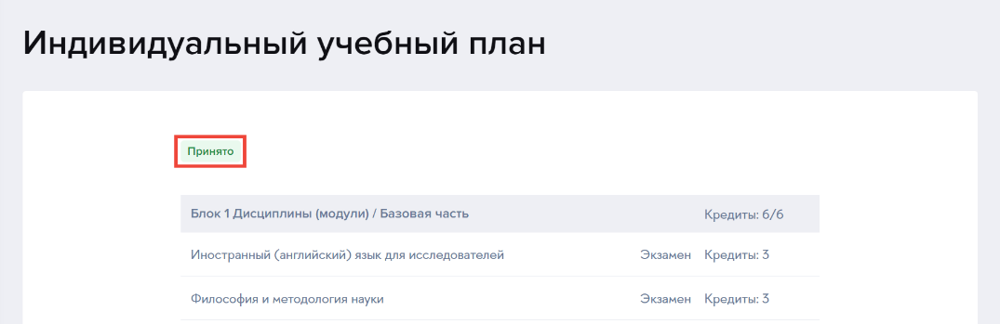 Индивидуальный учебный план
Принято
Блок 1 Дисциплины (модули) / Базовая часть Кредиты: 6/6
Иностранный (английский) язык для исследователей Экзамен Кредиты: 3
Философия и методология науки Экзамен Кредиты: 3